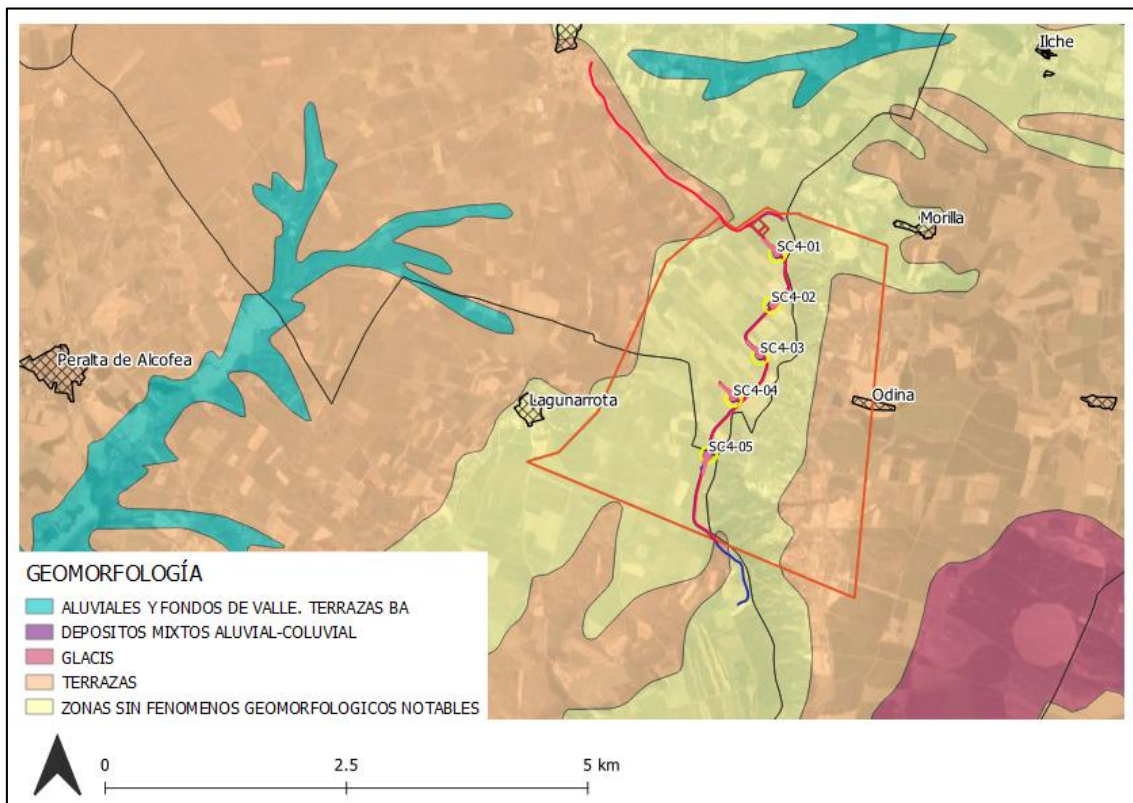 Ilche
Morilla
SC4-01
SC4-02
SC4-03
Peralta de Alcofea
SC4-04
Odina
Lagunarrota
SC4-05
GEOMORFOLOGÍA
ALUVIALES Y FONDOS DE VALLE. TERRAZAS BA
DEPOSITOS MIXTOS ALUVIAL-COLUVIAL
GLACIS
TERRAZAS
ZONAS SIN FENOMENOS GEOMORFOLOGICOS NOTABLES
0 2.5 5 km